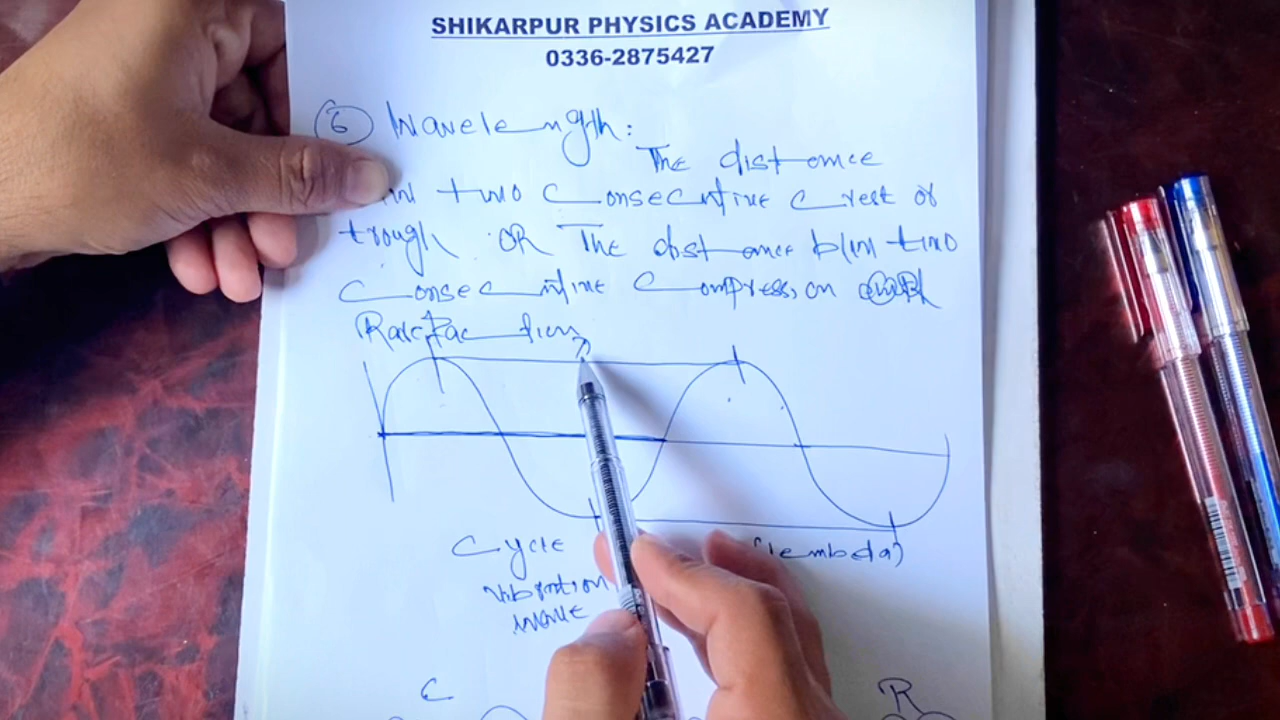 SHIKARPUR PHYSICS ACADEMY
0336-2875427
6 Wavelength:
The distance
two Consecutive Crest or
trough OR The distance b/w two
Consecutive Compression
Rarefaction
Cycle (lembda)
vibration
wave
C R